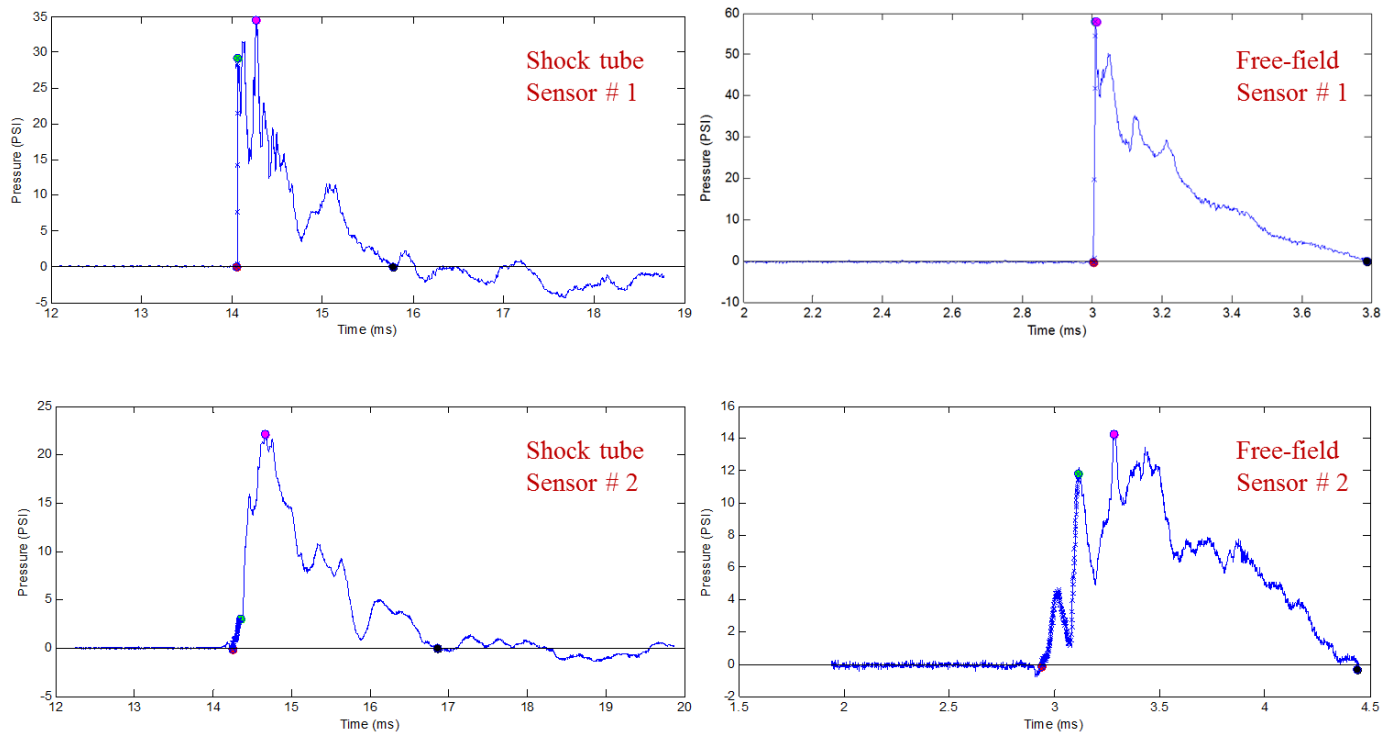 35
30
25
20
15
10
5
0
-5
Pressure (PSI)
12 13 14 15 16 17 18 19
Time (ms)
Shock tube
Sensor # 1
60
50
40
30
20
10
0
-10
Pressure (PSI)
2 2.2 2.4 2.6 2.8 3 3.2 3.4 3.6 3.8
Time (ms)
Free-field
Sensor # 1
25
20
15
10
5
0
-5
Pressure (PSI)
12 13 14 15 16 17 18 19 20
Time (ms)
Shock tube
Sensor # 2
16
14
12
10
8
6
4
2
0
-2
Pressure (PSI)
1.5 2 2.5 3 3.5 4 4.5
Time (ms)
Free-field
Sensor # 2